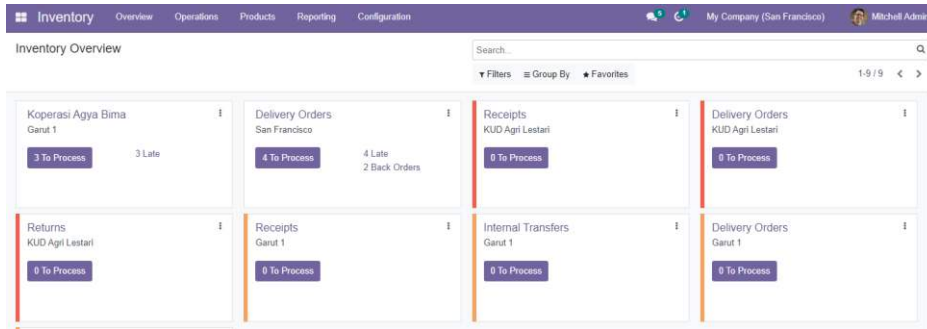 Inventory Overview Operations Products Reporting Configuration 5 1 My Company (San Francisco) Mitchell Admin
Inventory Overview
Search...
Filters Group By Favorites 1-9 / 9
Koperasi Agya Bima
Garut 1
3 To Process 3 Late
Delivery Orders
San Francisco
4 To Process 4 Late
2 Back Orders
Receipts
KUD Agri Lestari
0 To Process
Delivery Orders
KUD Agri Lestari
0 To Process
Returns
KUD Agri Lestari
0 To Process
Receipts
Garut 1
0 To Process
Internal Transfers
Garut 1
0 To Process
Delivery Orders
Garut 1
0 To Process